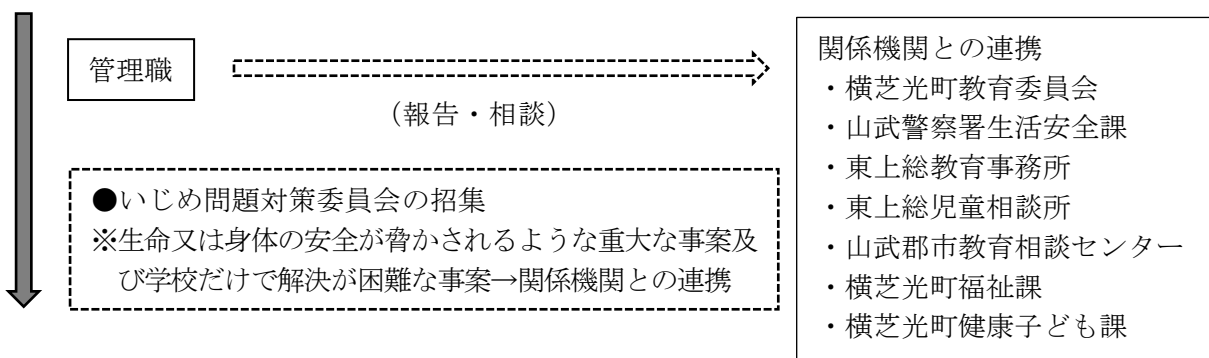 管理職
(報告・相談)
●いじめ問題対策委員会の招集
※生命又は身体の安全が脅かされるような重大な事案及
び学校だけで解決が困難な事案→関係機関との連携
関係機関との連携
・横芝光町教育委員会
・山武警察署生活安全課
・東上総教育事務所
・東上総児童相談所
・山武郡市教育相談センター
・横芝光町福祉課
・横芝光町健康子ども課